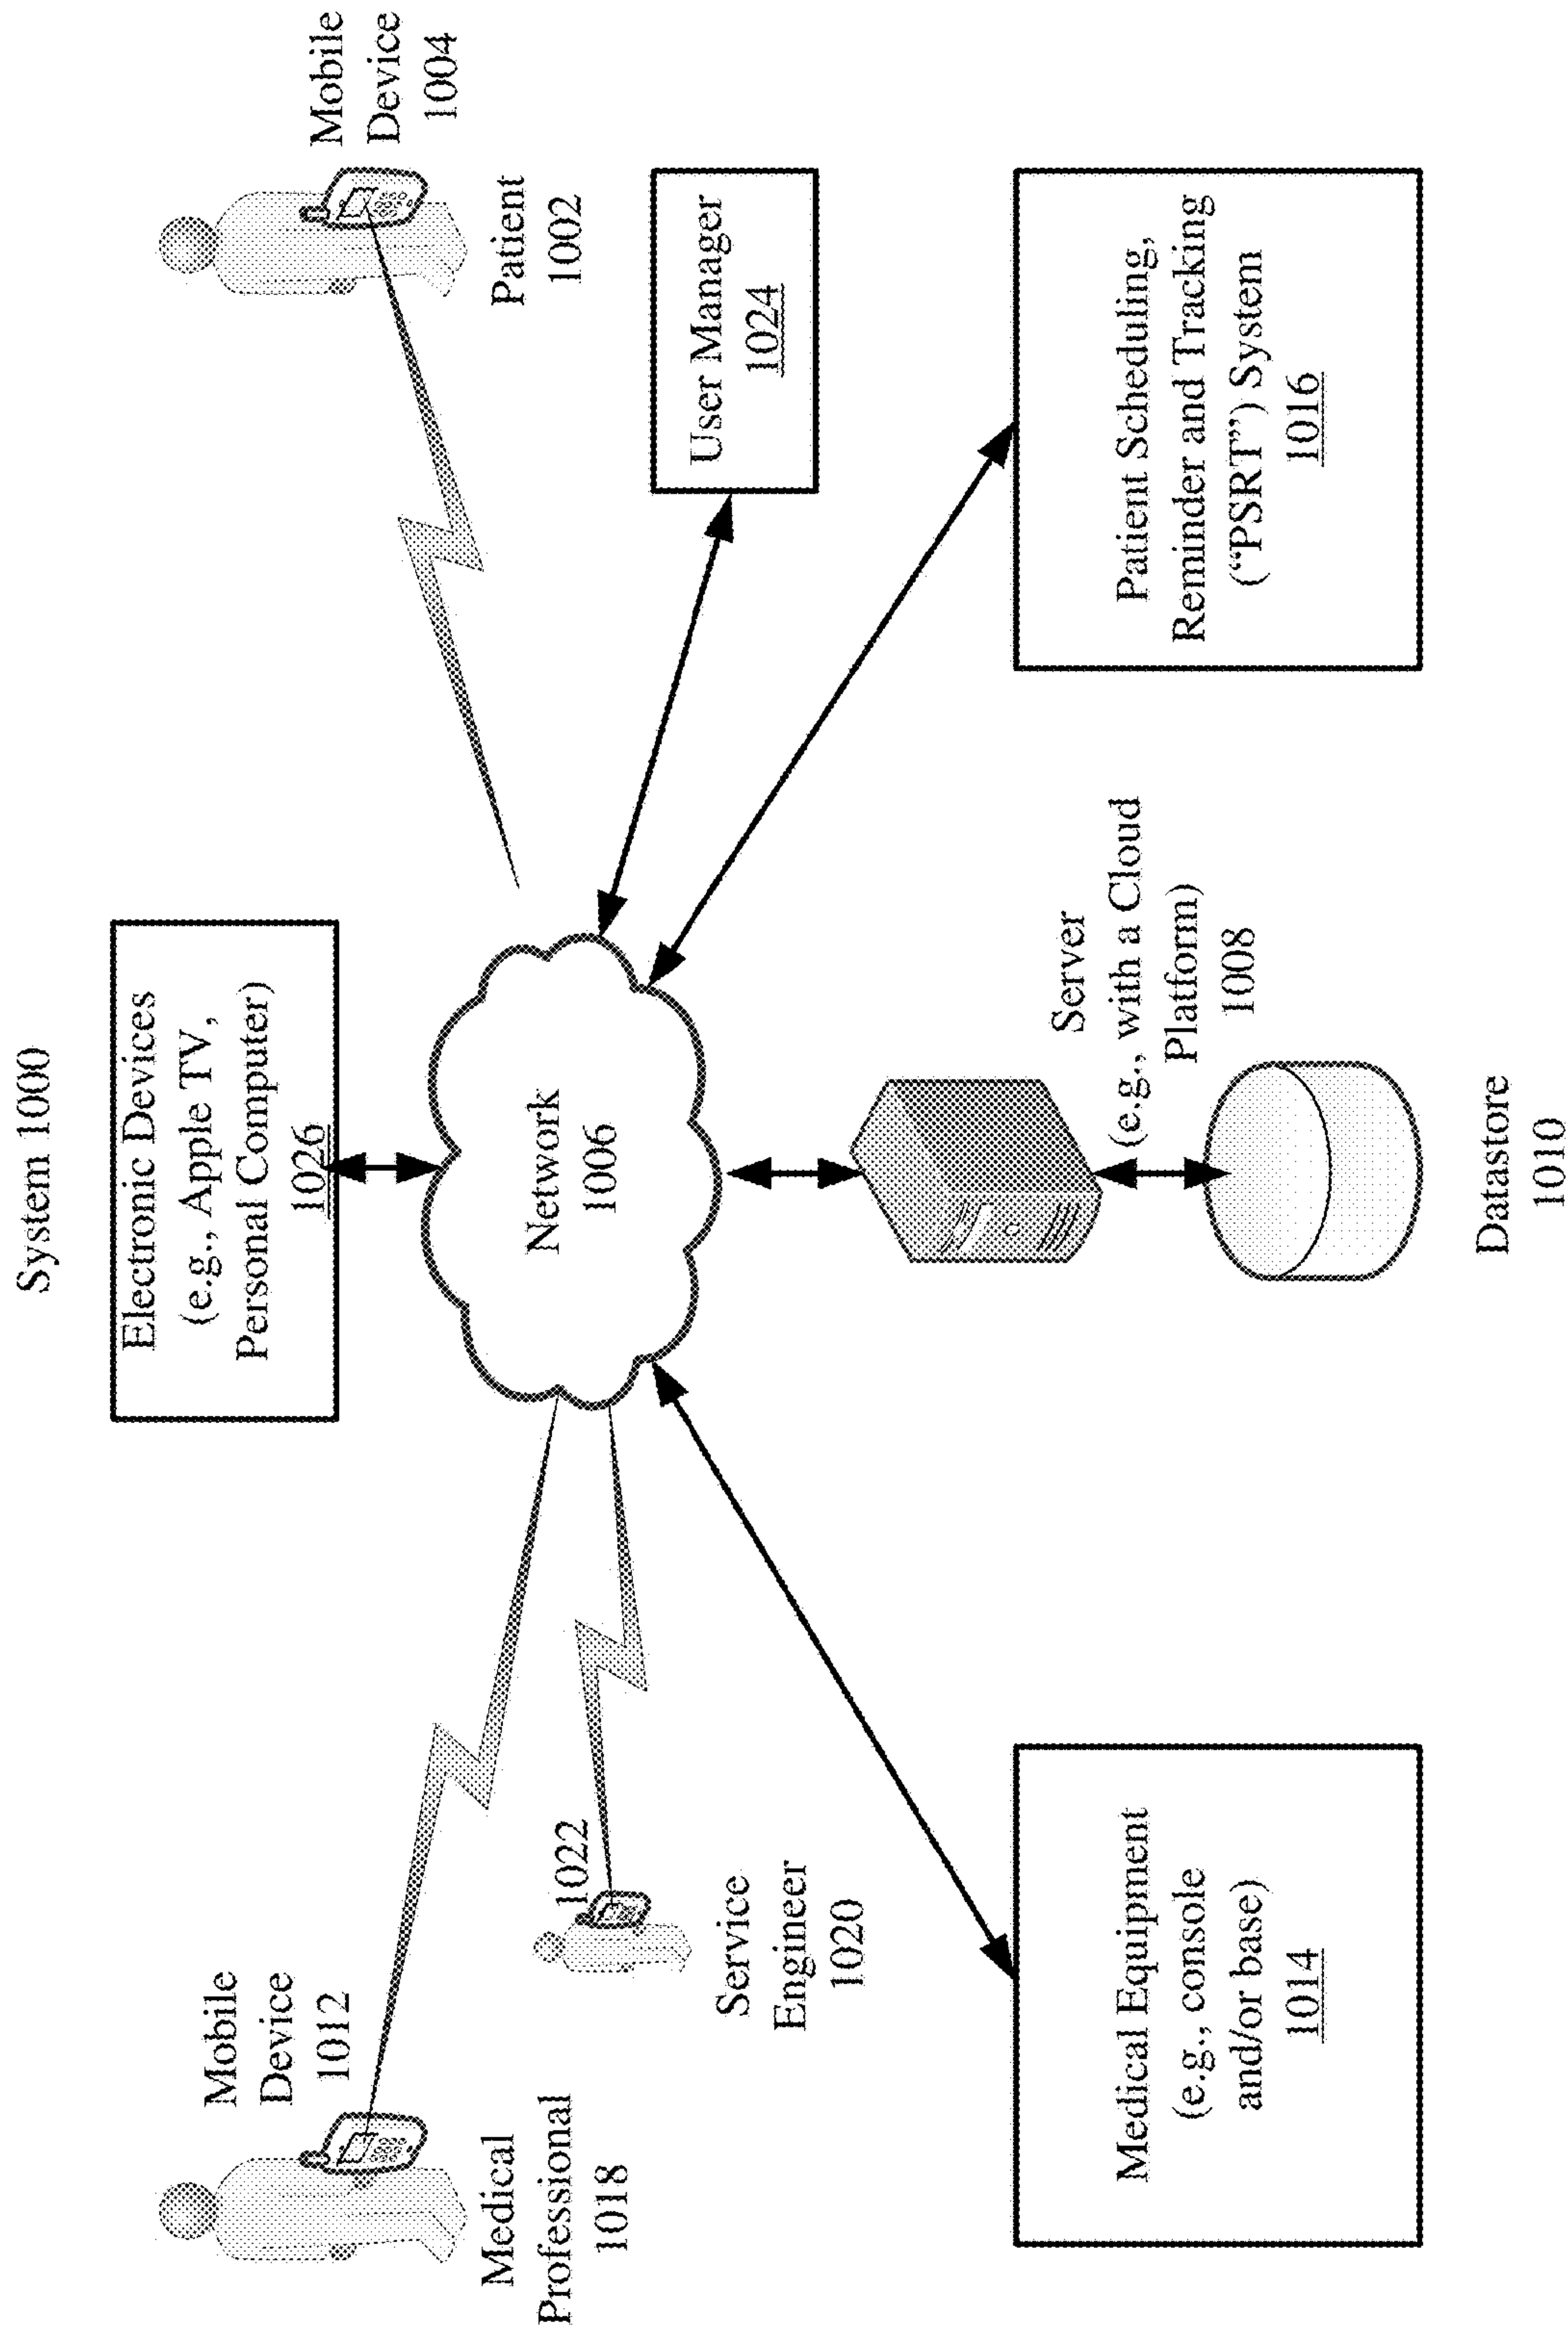 System 1000
Electronic Devices
(e.g., Apple TV,
Personal Computer)
1026
Mobile
Device
1012
Medical
Professional
1018
1022
Service
Engineer
1020
Network
1006
Mobile
Device
1004
Patient
1002
User Manager
1024
Medical Equipment
(e.g., console
and/or base)
1014
Server
(e.g., with a Cloud
Platform)
1008
Datastore
1010
Patient Scheduling,
Reminder and Tracking
(“PSRT”) System
1016